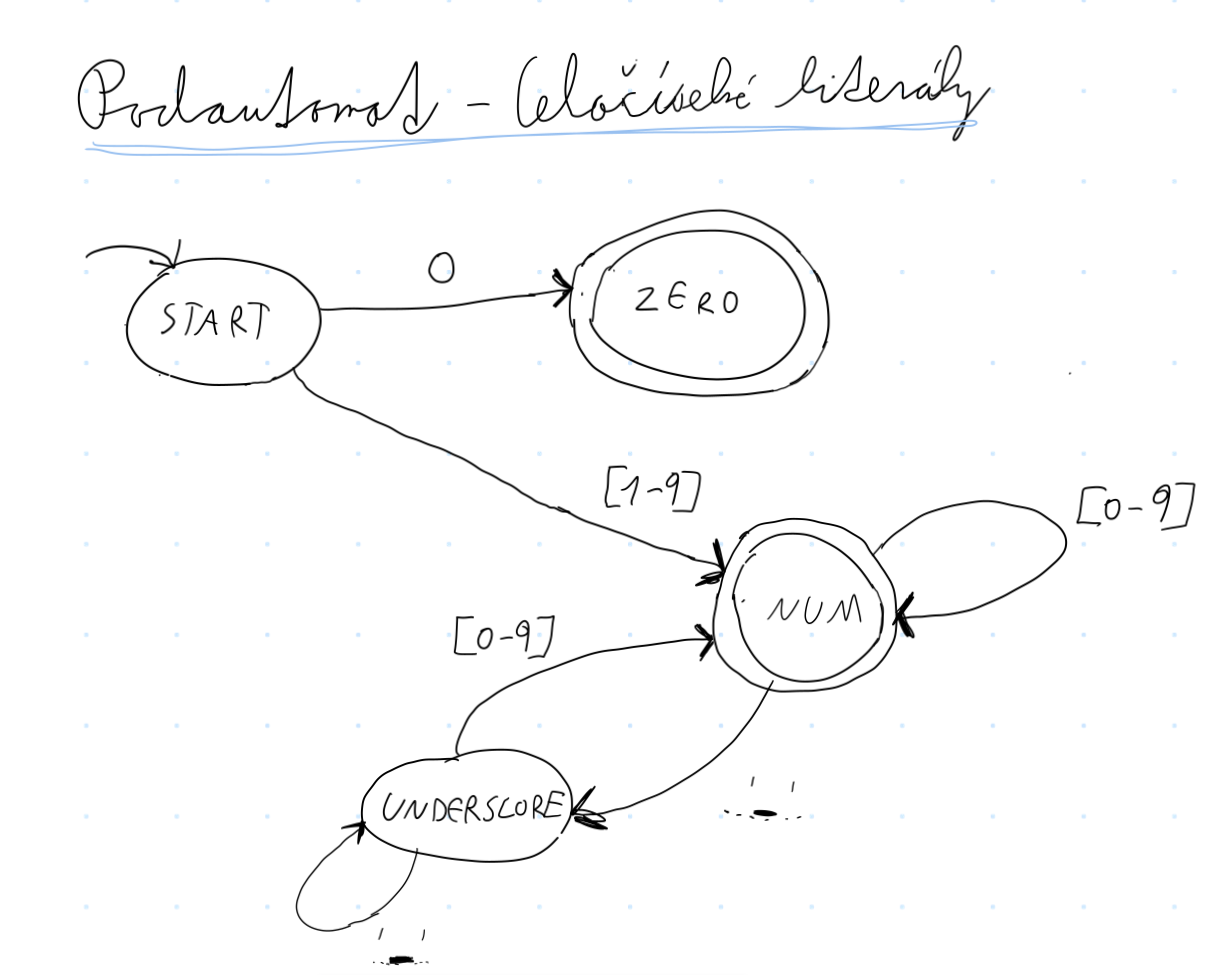 Podautomat - Celočíselné literály
0
START
ZERO
[1-9]
[0-9]
NUM
[0-9]
UNDERSCORE
'_'
'_'